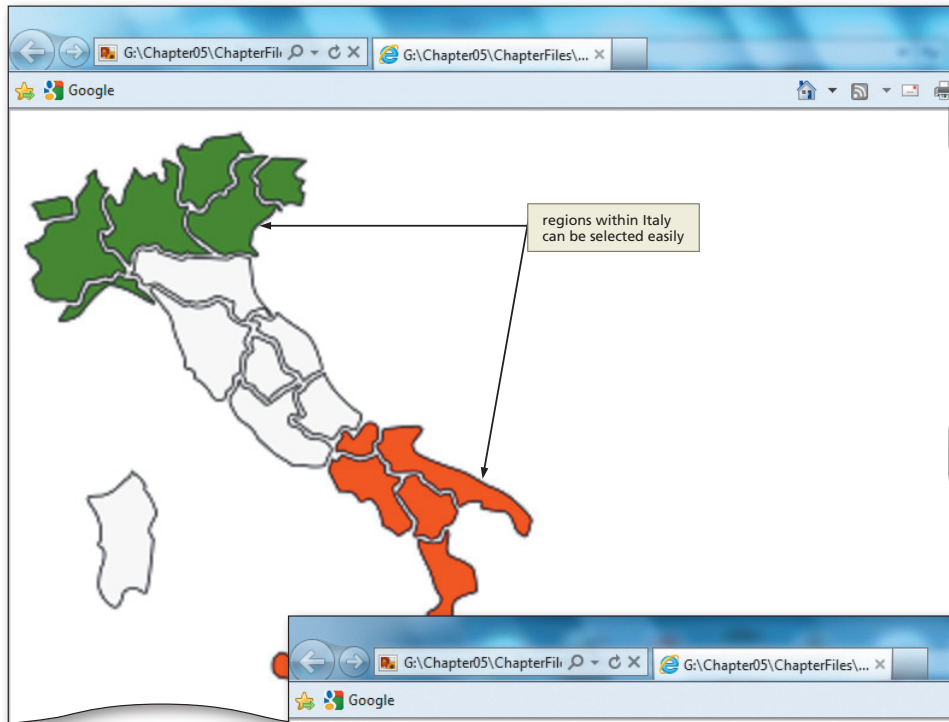 G:\Chapter05\ChapterFil
G:\Chapter05\ChapterFiles\...
Google
regions within Italy
can be selected easily
G:\Chapter05\ChapterFil
G:\Chapter05\ChapterFiles\...
Google